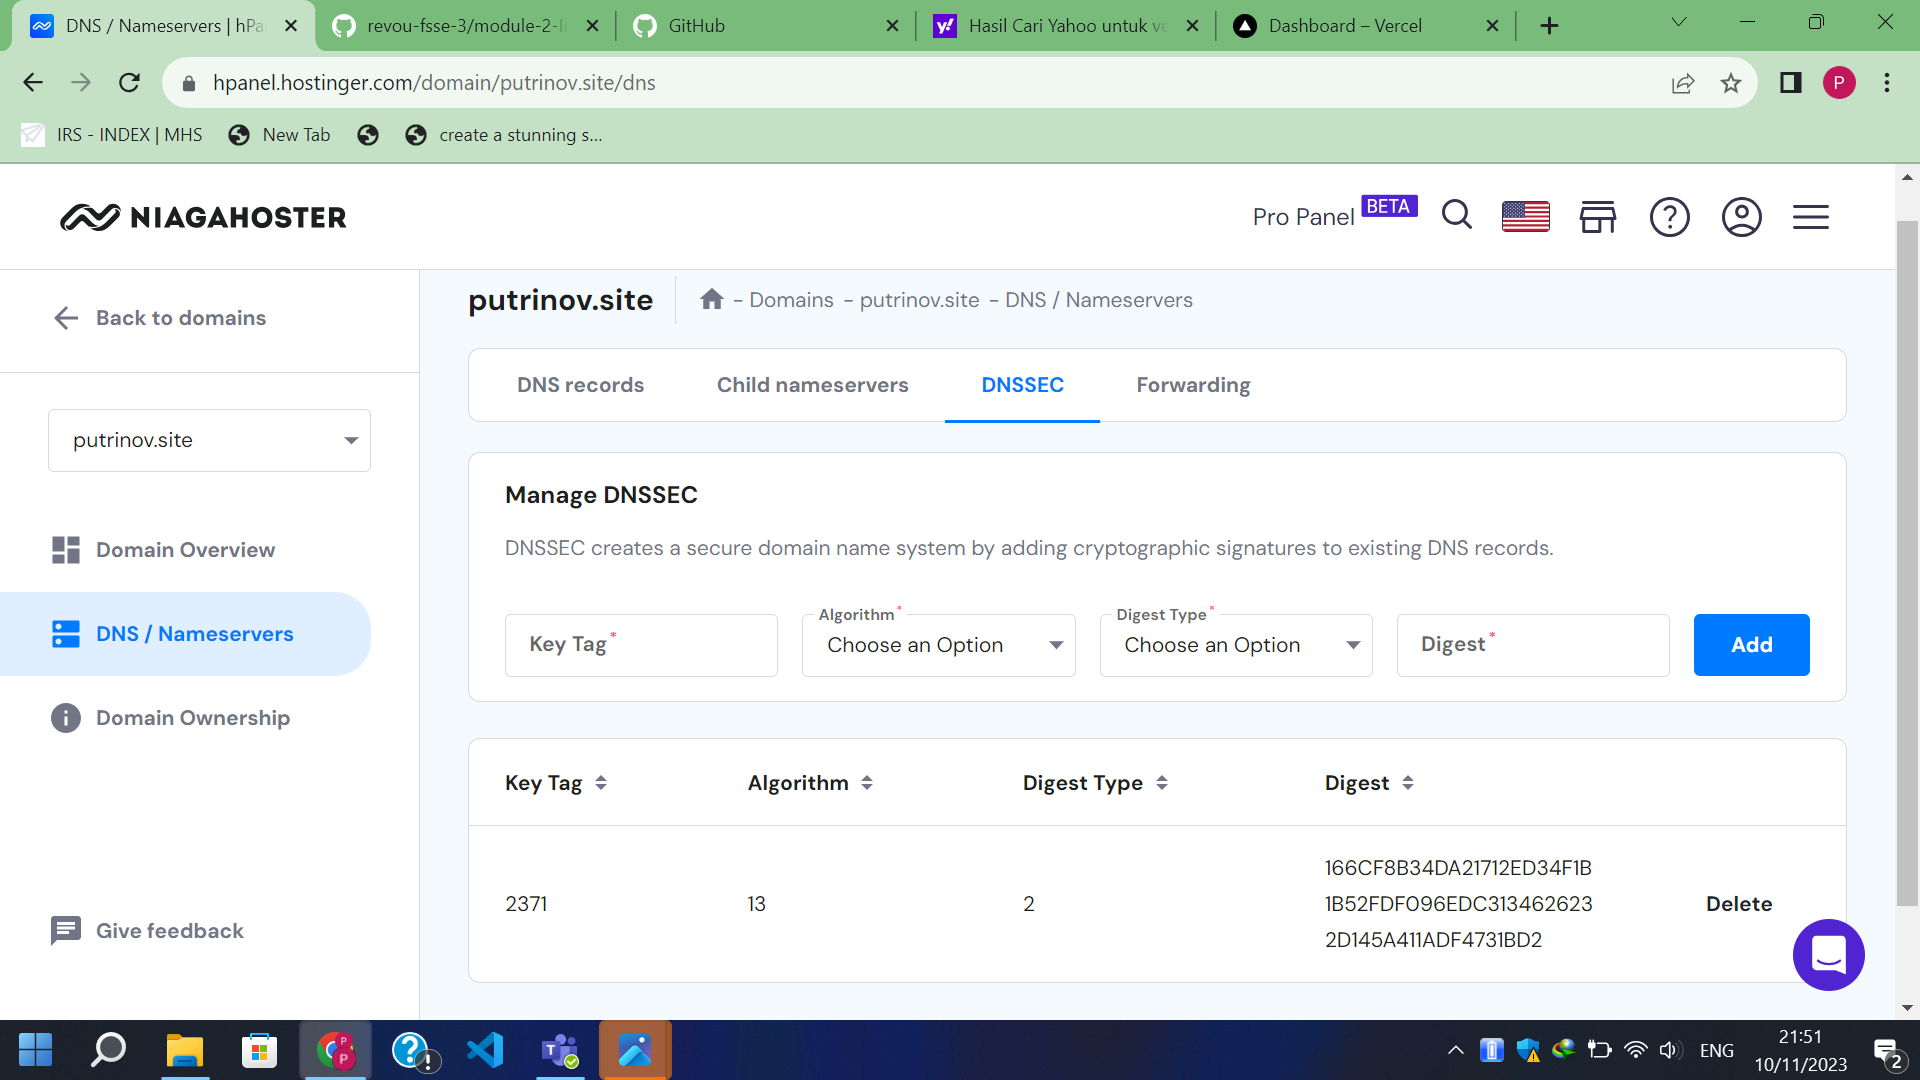 DNS / Nameservers | hPa
revou-fsse-3/module-2-I
GitHub
Hasil Cari Yahoo untuk ve
Dashboard – Vercel
hpanel.hostinger.com/domain/putrinov.site/dns
P
IRS - INDEX | MHS
New Tab
create a stunning s...
NIAGAHOSTER
Pro Panel BETA
Back to domains
putrinov.site
- Domains - putrinov.site - DNS / Nameservers
DNS records
Child nameservers
DNSSEC
Forwarding
putrinov.site
Domain Overview
DNS / Nameservers
Domain Ownership
Give feedback
Manage DNSSEC
DNSSEC creates a secure domain name system by adding cryptographic signatures to existing DNS records.
Key Tag*
Algorithm*
Choose an Option
Digest Type*
Choose an Option
Digest*
Add
Key Tag
Algorithm
Digest Type
Digest
2371
13
2
166CF8B34DA21712ED34F1B
1B52FDF096EDC313462623
2D145A411ADF4731BD2
Delete
ENG
21:51
10/11/2023
2